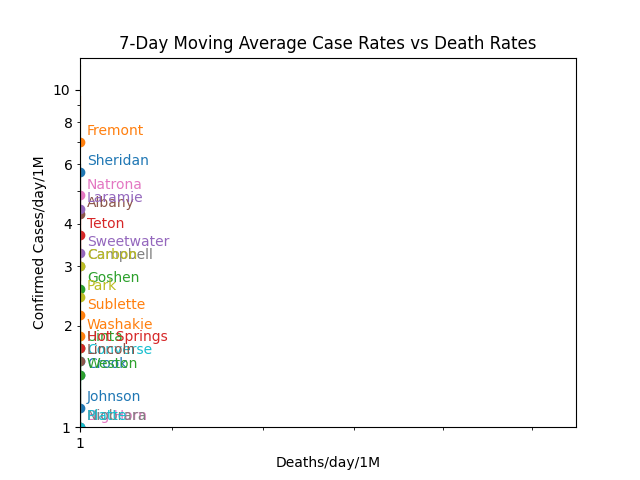 7-Day Moving Average Case Rates vs Death Rates
10
Fremont
8
Sheridan
6
Natrona
Laramie
Albany
4
Teton
Sweetwater
Campbell
3
Goshen
Park
Sublette
2
Washakie
Hot Springs
Lincoln
Converse
Weston
Johnson
1
1
Confirmed Cases/day/1M
Deaths/day/1M